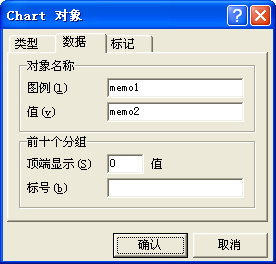 Chart 对象
类型 数据 标记
对象名称
图例(l) memo1
值(v) memo2
前十个分组
顶端显示(S) 0 值
标号(b)
确认 取消